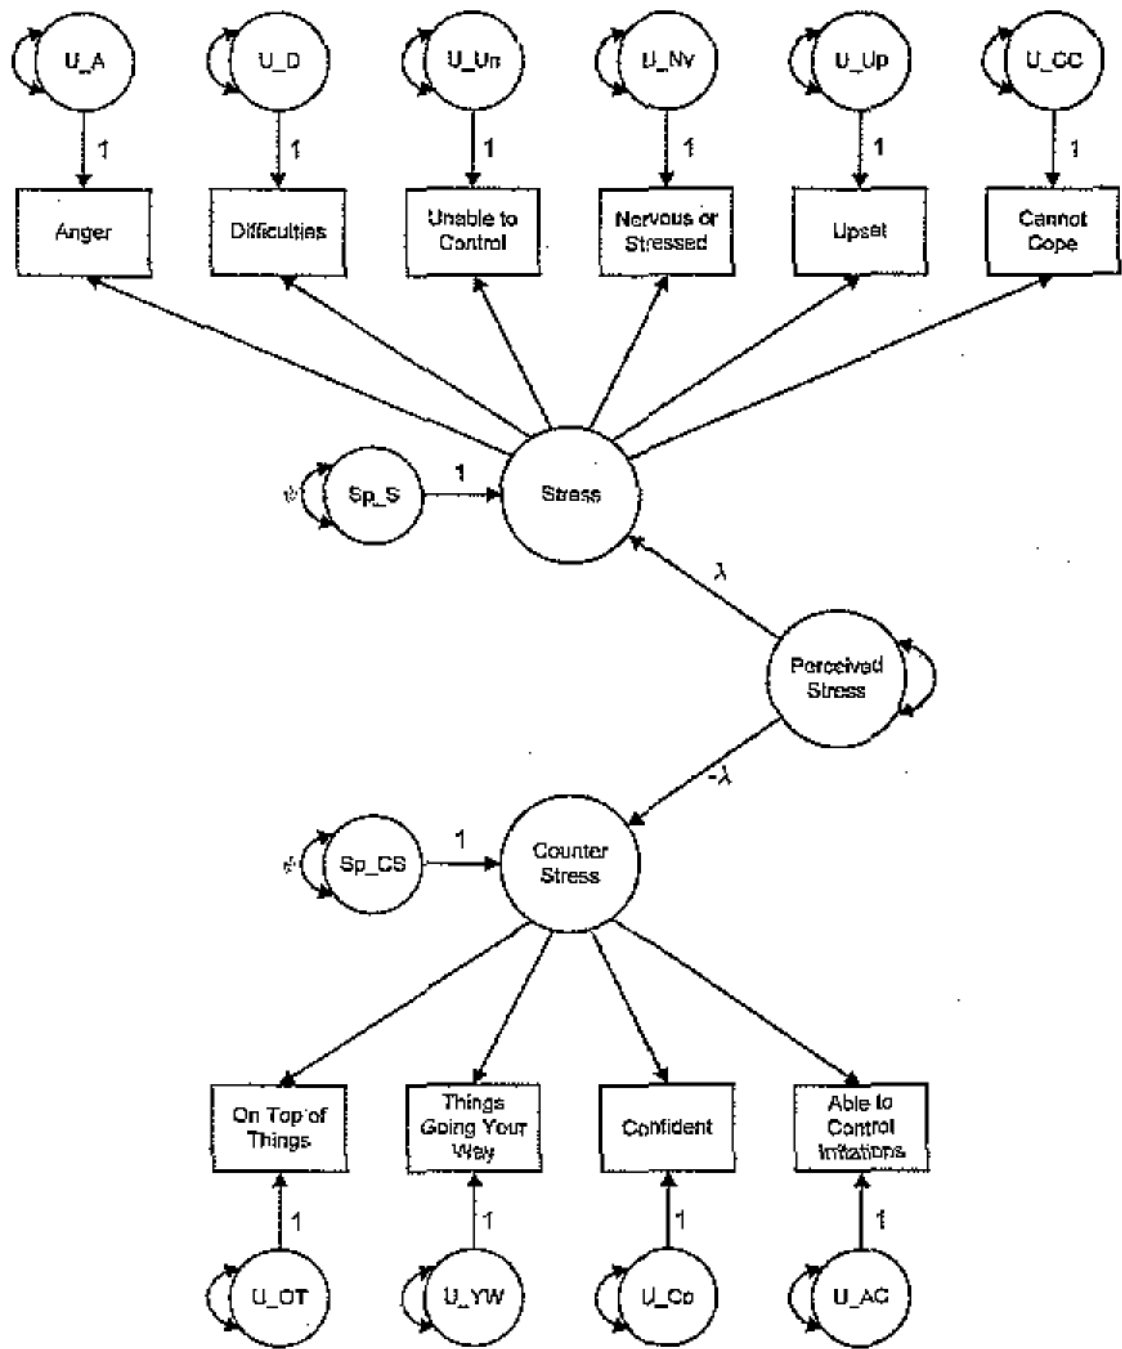 U_A
U_D
U_Un
U_Nv
U_Up
U_CC
1
1
1
1
1
1
Anger
Difficulties
Unable to
Control
Nervous or
Stressed
Upset
Cannot
Cope
ψ
Sp_S
1
Stress
λ
Perceived
Stress
-λ
ψ
Sp_CS
1
Counter
Stress
On Top of
Things
Things
Going Your
Way
Confident
Able to
Control
Irritations
1
1
1
1
U_OT
U_YW
U_Co
U_AC